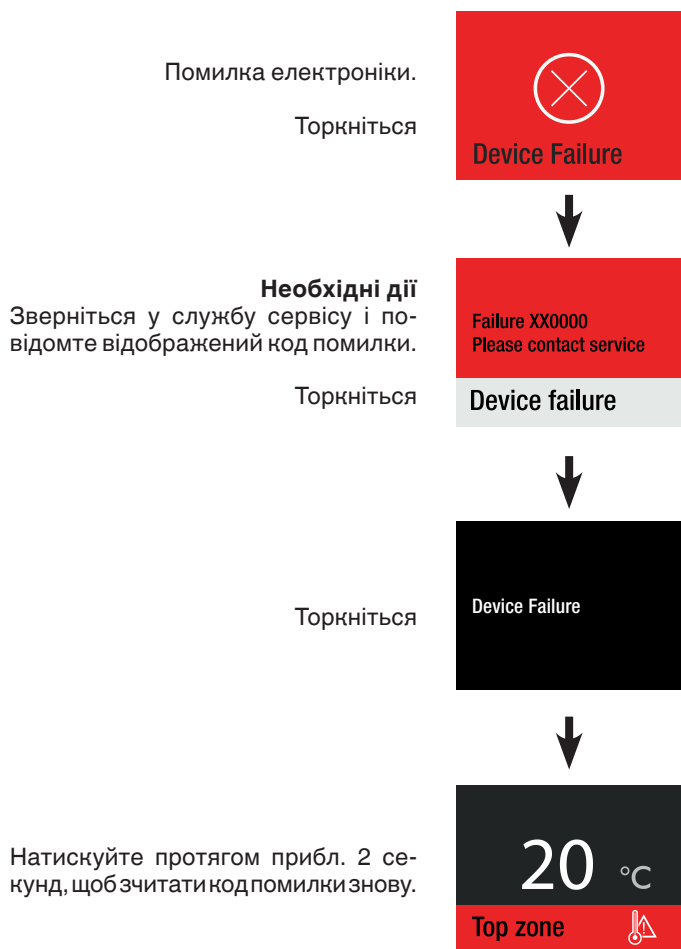 Помилка електроніки.
Торкніться
Device Failure
Необхідні дії
Зверніться у службу сервісу і по-
відомте відображений код помилки.
Торкніться
Failure XX0000
Please contact service
Device failure
Торкніться
Device Failure
Натискуйте протягом прибл. 2 се-
кунд, щоб зчитати код помилки знову.
20 °C
Top zone